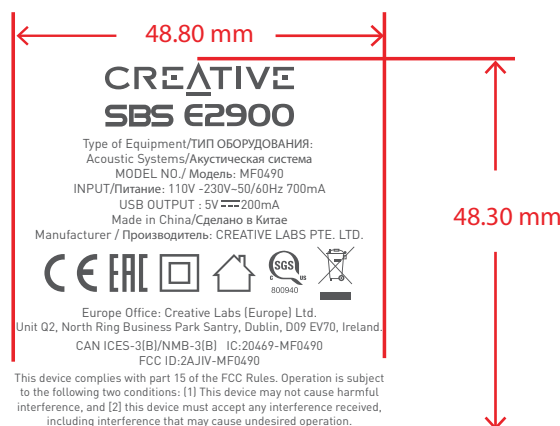 48.80 mm
CREATIVE
SBS E2900
Type of Equipment/ТИП ОБОРУДОВАНИЯ:
Acoustic Systems/Акустическая система
MODEL NO./ Модель: MF0490
INPUT/Питание: 110V -230V~50/60Hz 700mA
USB OUTPUT : 5V⎓200mA
Made in China/Сделано в Китае
Manufacturer / Производитель: CREATIVE LABS PTE. LTD.
48.30 mm
CE EAC SGS C US 800940
Europe Office: Creative Labs (Europe) Ltd.
Unit Q2, North Ring Business Park Santry, Dublin, D09 EV70, Ireland.
CAN ICES-3(B)/NMB-3(B) IC:20469-MF0490
FCC ID:2AJIV-MF0490
This device complies with part 15 of the FCC Rules. Operation is subject
to the following two conditions: (1) This device may not cause harmful
interference, and (2) this device must accept any interference received,
including interference that may cause undesired operation.